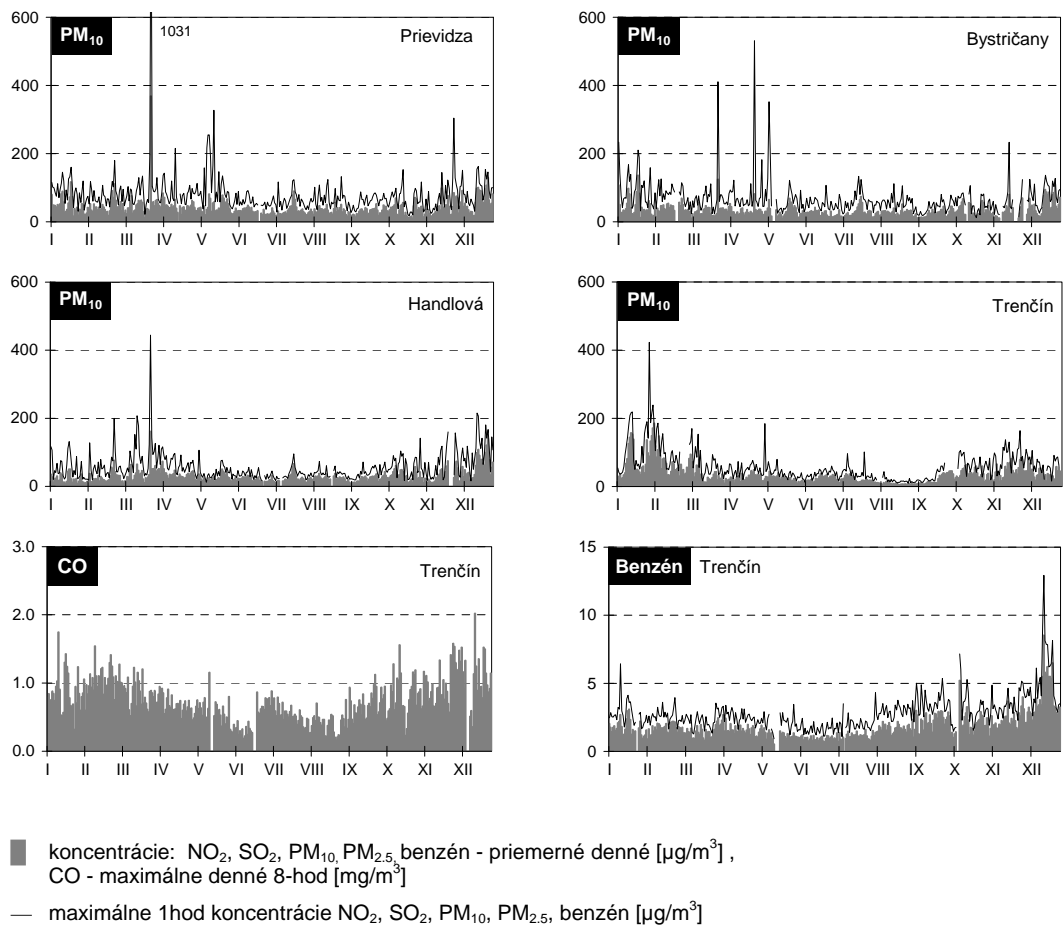 600 400 200 0
PM10 1031 Prievidza
I II III IV V VI VII VIII IX X XI XII
600 400 200 0
PM10 Bystričany
I II III IV V VI VII VIII IX X XI XII
600 400 200 0
PM10 Handlová
I II III IV V VI VII VIII IX X XI XII
600 400 200 0
PM10 Trenčín
I II III IV V VI VII VIII IX X XI XII
3.0 2.0 1.0 0.0
CO Trenčín
I II III IV V VI VII VIII IX X XI XII
15 10 5 0
Benzén Trenčín
I II III IV V VI VII VIII IX X XI XII
koncentrácie: NO2, SO2, PM10, PM2.5, benzén - priemerné denné [µg/m3] ,
CO - maximálne denné 8-hod [mg/m3]
maximálne 1hod koncentrácie NO2, SO2, PM10, PM2.5, benzén [µg/m3]